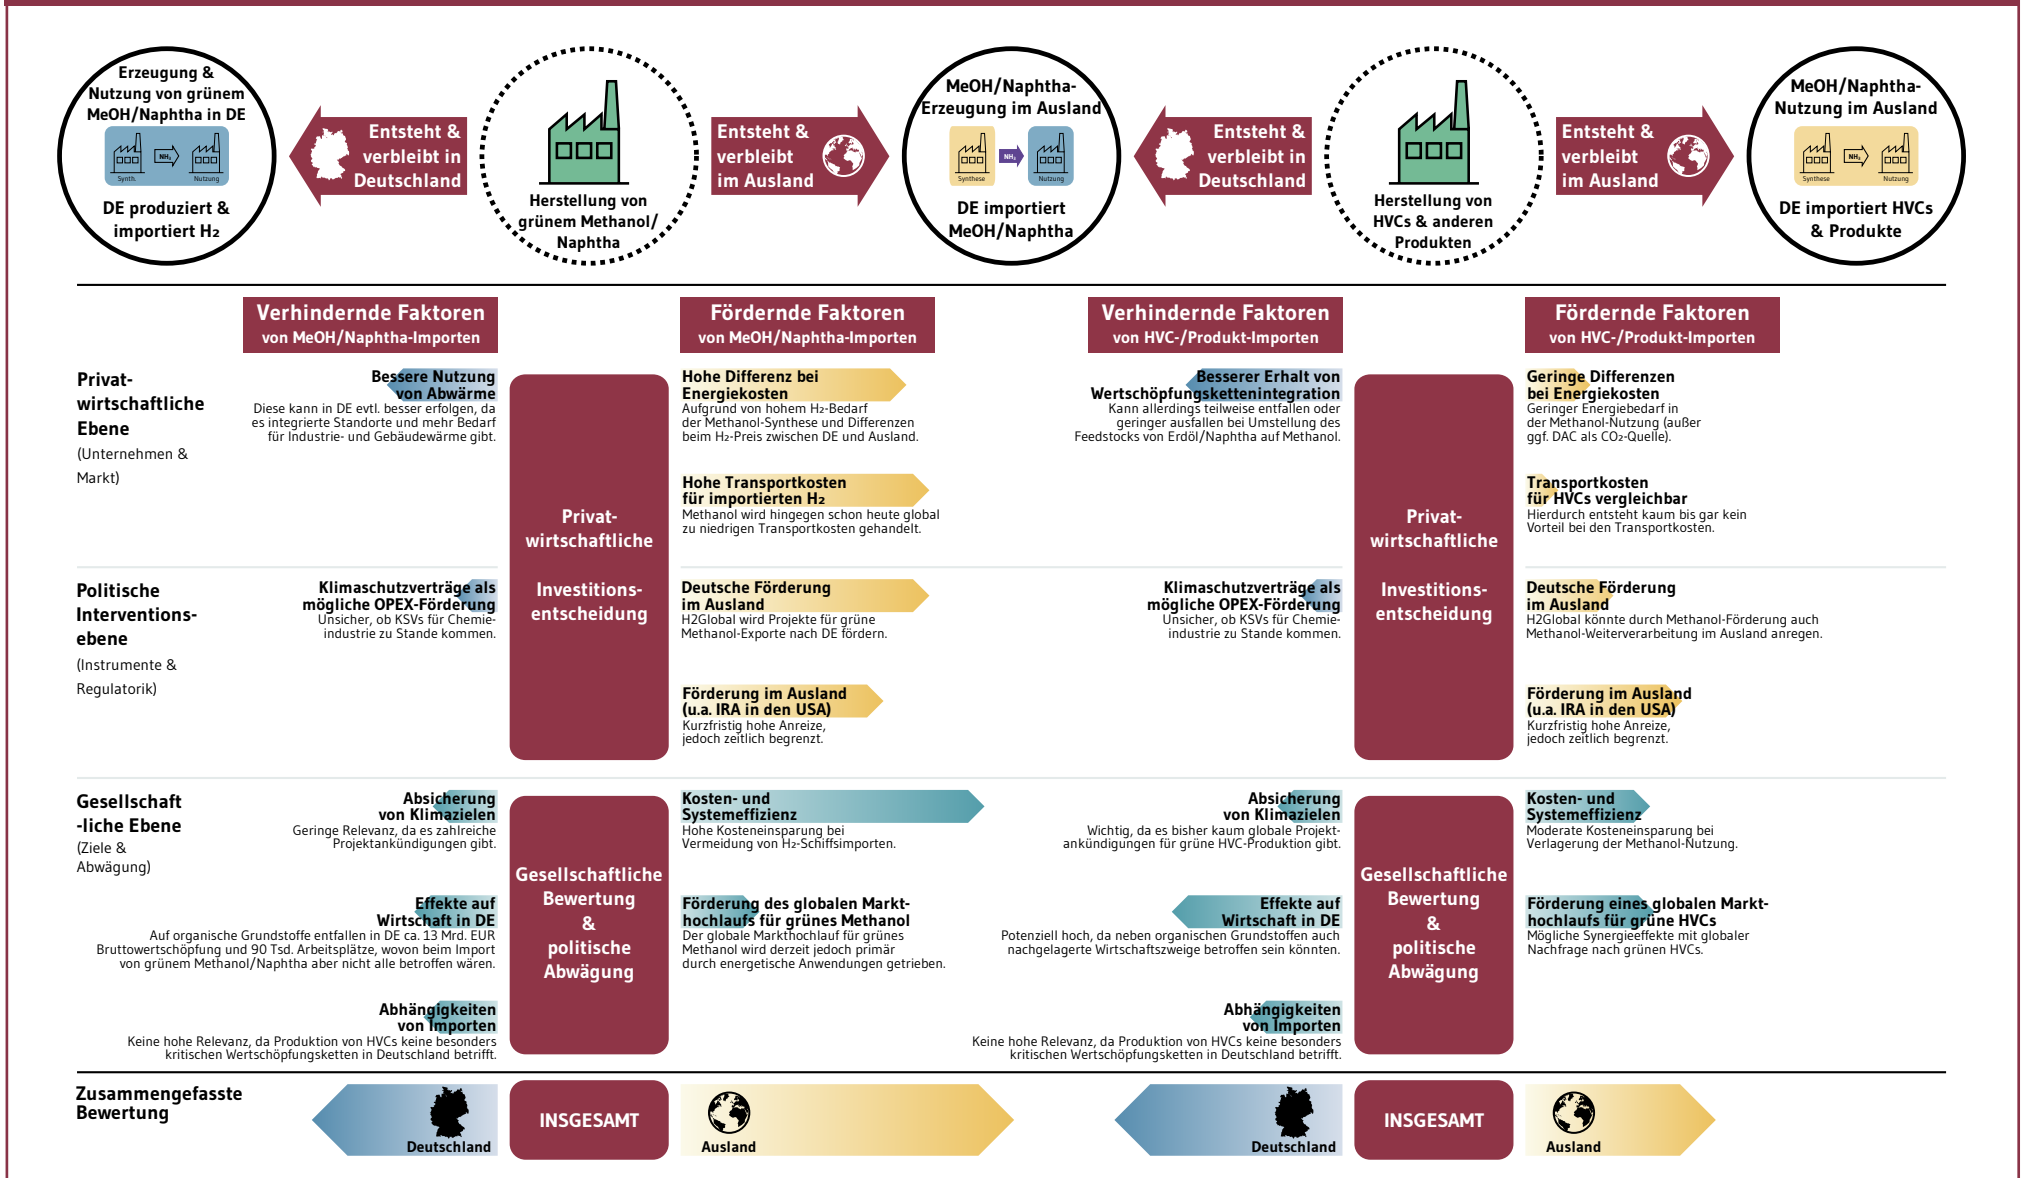 Erzeugung &
Nutzung von grünem
MeOH/Naphtha in DE
NH₃
Synth.
Nutzung
DE produziert &
importiert H₂
Entsteht &
verbleibt in
Deutschland
Herstellung von
grünem Methanol/
Naphtha
Entsteht &
verbleibt
im Ausland
MeOH/Naphtha-
Erzeugung im Ausland
NH₃
Synthese
Nutzung
DE importiert
MeOH/Naphtha
Entsteht &
verbleibt in
Deutschland
Herstellung von
HVCs & anderen
Produkten
Entsteht &
verbleibt
im Ausland
MeOH/Naphtha-
Nutzung im Ausland
NH₃
Synthese
Nutzung
DE importiert HVCs
& Produkte
Verhindernde Faktoren
von MeOH/Naphtha-Importen
Fördernde Faktoren
von MeOH/Naphtha-Importen
Verhindernde Faktoren
von HVC-/Produkt-Importen
Fördernde Faktoren
von HVC-/Produkt-Importen
Privat-
wirtschaftliche
Ebene
(Unternehmen &
Markt)
Bessere Nutzung
von Abwärme
Diese kann in DE evtl. besser erfolgen, da
es integrierte Standorte und mehr Bedarf
für Industrie- und Gebäudewärme gibt.
Privat-
wirtschaftliche
Investitions-
entscheidung
Hohe Differenz bei
Energiekosten
Aufgrund von hohem H₂-Bedarf
der Methanol-Synthese und Differenzen
beim H₂-Preis zwischen DE und Ausland.
Hohe Transportkosten
für importierten H₂
Methanol wird hingegen schon heute global
zu niedrigen Transportkosten gehandelt.
Besserer Erhalt von
Wertschöpfungskettenintegration
Kann allerdings teilweise entfallen oder
geringer ausfallen bei Umstellung des
Feedstocks von Erdöl/Naphtha auf Methanol.
Privat-
wirtschaftliche
Investitions-
entscheidung
Geringe Differenzen
bei Energiekosten
Geringer Energiebedarf in
der Methanol-Nutzung (außer
ggf. DAC als CO₂-Quelle).
Transportkosten
für HVCs vergleichbar
Hierdurch entsteht kaum bis gar kein
Vorteil bei den Transportkosten.
Politische
Interventions-
ebene
(Instrumente &
Regulatorik)
Klimaschutzverträge als
mögliche OPEX-Förderung
Unsicher, ob KSVs für Chemie-
industrie zu Stande kommen.
Deutsche Förderung
im Ausland
H2Global wird Projekte für grüne
Methanol-Exporte nach DE fördern.
Förderung im Ausland
(u.a. IRA in den USA)
Kurzfristig hohe Anreize,
jedoch zeitlich begrenzt.
Klimaschutzverträge als
mögliche OPEX-Förderung
Unsicher, ob KSVs für Chemie-
industrie zu Stande kommen.
Deutsche Förderung
im Ausland
H2Global könnte durch Methanol-Förderung auch
Methanol-Weiterverarbeitung im Ausland anregen.
Förderung im Ausland
(u.a. IRA in den USA)
Kurzfristig hohe Anreize,
jedoch zeitlich begrenzt.
Gesellschaft
-liche Ebene
(Ziele &
Abwägung)
Absicherung
von Klimazielen
Geringe Relevanz, da es zahlreiche
Projektankündigungen gibt.
Effekte auf
Wirtschaft in DE
Auf organische Grundstoffe entfallen in DE ca. 13 Mrd. EUR
Bruttowertschöpfung und 90 Tsd. Arbeitsplätze, wovon beim Import
von grünem Methanol/Naphtha aber nicht alle betroffen wären.
Abhängigkeiten
von Importen
Keine hohe Relevanz, da Produktion von HVCs keine besonders
kritischen Wertschöpfungsketten in Deutschland betrifft.
Gesellschaftliche
Bewertung
&
politische
Abwägung
Kosten- und
Systemeffizienz
Hohe Kosteneinsparung bei
Vermeidung von H₂-Schiffsimporten.
Förderung des globalen Markt-
hochlaufs für grünes Methanol
Der globale Markthochlauf für grünes
Methanol wird derzeit jedoch primär
durch energetische Anwendungen getrieben.
Absicherung
von Klimazielen
Wichtig, da es bisher kaum globale Projekt-
ankündigungen für grüne HVC-Produktion gibt.
Effekte auf
Wirtschaft in DE
Potenziell hoch, da neben organischen Grundstoffen auch
nachgelagerte Wirtschaftszweige betroffen sein könnten.
Abhängigkeiten
von Importen
Keine hohe Relevanz, da Produktion von HVCs keine besonders
kritischen Wertschöpfungsketten in Deutschland betrifft.
Gesellschaftliche
Bewertung
&
politische
Abwägung
Kosten- und
Systemeffizienz
Moderate Kosteneinsparung bei
Verlagerung der Methanol-Nutzung.
Förderung eines globalen Markt-
hochlaufs für grüne HVCs
Mögliche Synergieeffekte mit globaler
Nachfrage nach grünen HVCs.
Zusammengefasste
Bewertung
Deutschland
INSGESAMT
Ausland
Deutschland
INSGESAMT
Ausland